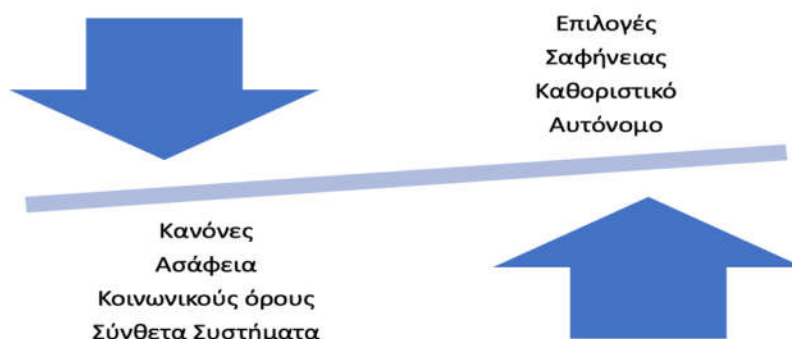 Επιλογές
Σαφήνειας
Καθοριστικό
Αυτόνομο
Κανόνες
Ασάφεια
Κοινωνικούς όρους
Σύνθετα Συστήματα